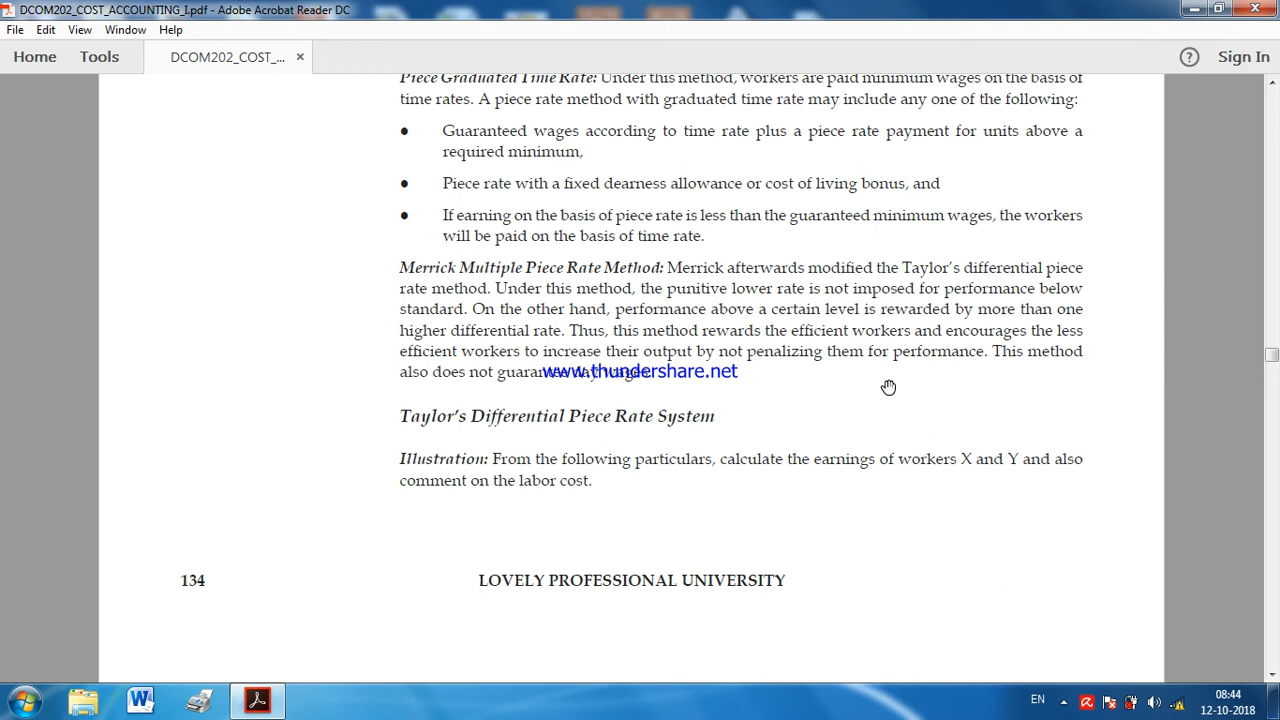 DCOM202_COST_ACCOUNTING_I.pdf - Adobe Acrobat Reader DC
File Edit View Window Help
Home Tools DCOM202_COST_... × ? Sign In
Piece Graduated Time Rate: Under this method, workers are paid minimum wages on the basis of
time rates. A piece rate method with graduated time rate may include any one of the following:
● Guaranteed wages according to time rate plus a piece rate payment for units above a
required minimum,
● Piece rate with a fixed dearness allowance or cost of living bonus, and
● If earning on the basis of piece rate is less than the guaranteed minimum wages, the workers
will be paid on the basis of time rate.
Merrick Multiple Piece Rate Method: Merrick afterwards modified the Taylor's differential piece
rate method. Under this method, the punitive lower rate is not imposed for performance below
standard. On the other hand, performance above a certain level is rewarded by more than one
higher differential rate. Thus, this method rewards the efficient workers and encourages the less
efficient workers to increase their output by not penalizing them for performance. This method
also does not guarantee day wages.
www.thundershare.net
Taylor's Differential Piece Rate System
Illustration: From the following particulars, calculate the earnings of workers X and Y and also
comment on the labor cost.
134 LOVELY PROFESSIONAL UNIVERSITY
EN 08:44
12-10-2018